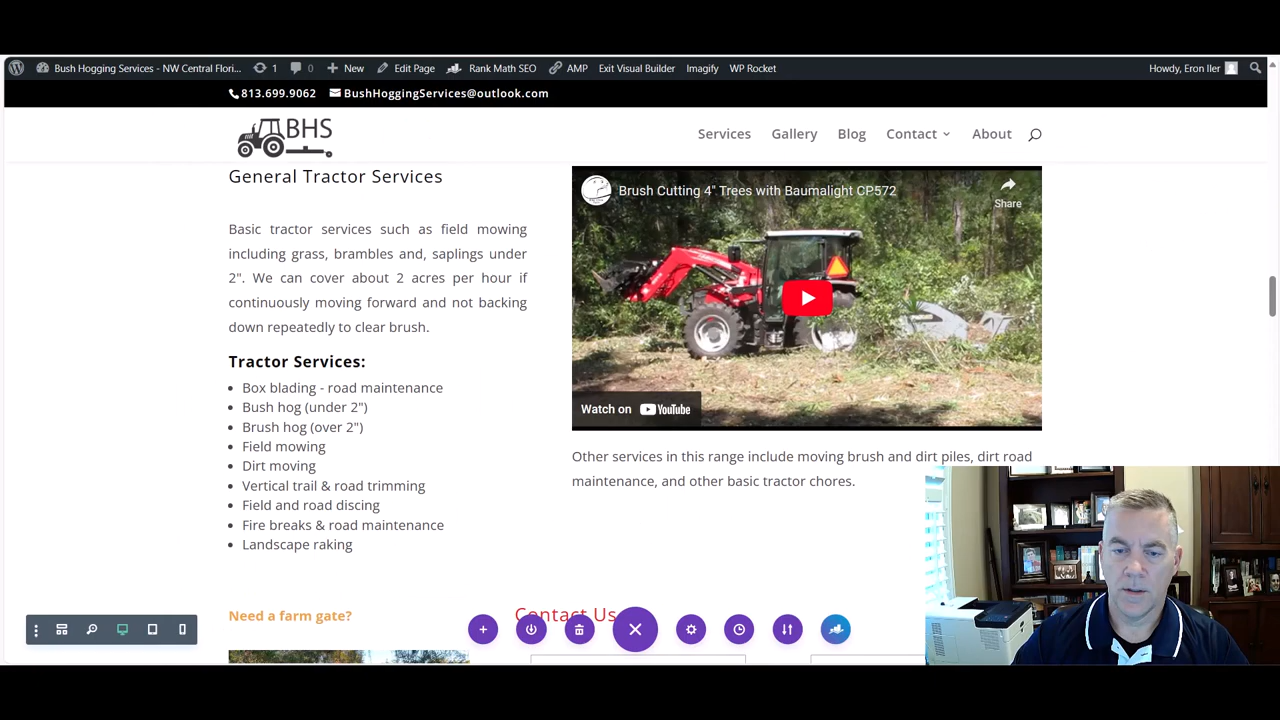 Bush Hogging Services - NW Central Flori... 1 0 New Edit Page Rank Math SEO AMP Exit Visual Builder Imagify WP Rocket Howdy, Eron Iler
813.699.9062 BushHoggingServices@outlook.com
BHS
Services Gallery Blog Contact About
General Tractor Services
Basic tractor services such as field mowing
including grass, brambles and, saplings under
2". We can cover about 2 acres per hour if
continuously moving forward and not backing
down repeatedly to clear brush.
Tractor Services:
Box blading - road maintenance
Bush hog (under 2")
Brush hog (over 2")
Field mowing
Dirt moving
Vertical trail & road trimming
Field and road discing
Fire breaks & road maintenance
Landscape raking
Brush Cutting 4" Trees with Baumalight CP572
Share
Watch on YouTube
Other services in this range include moving brush and dirt piles, dirt road
maintenance, and other basic tractor chores.
Need a farm gate?
Contact Us